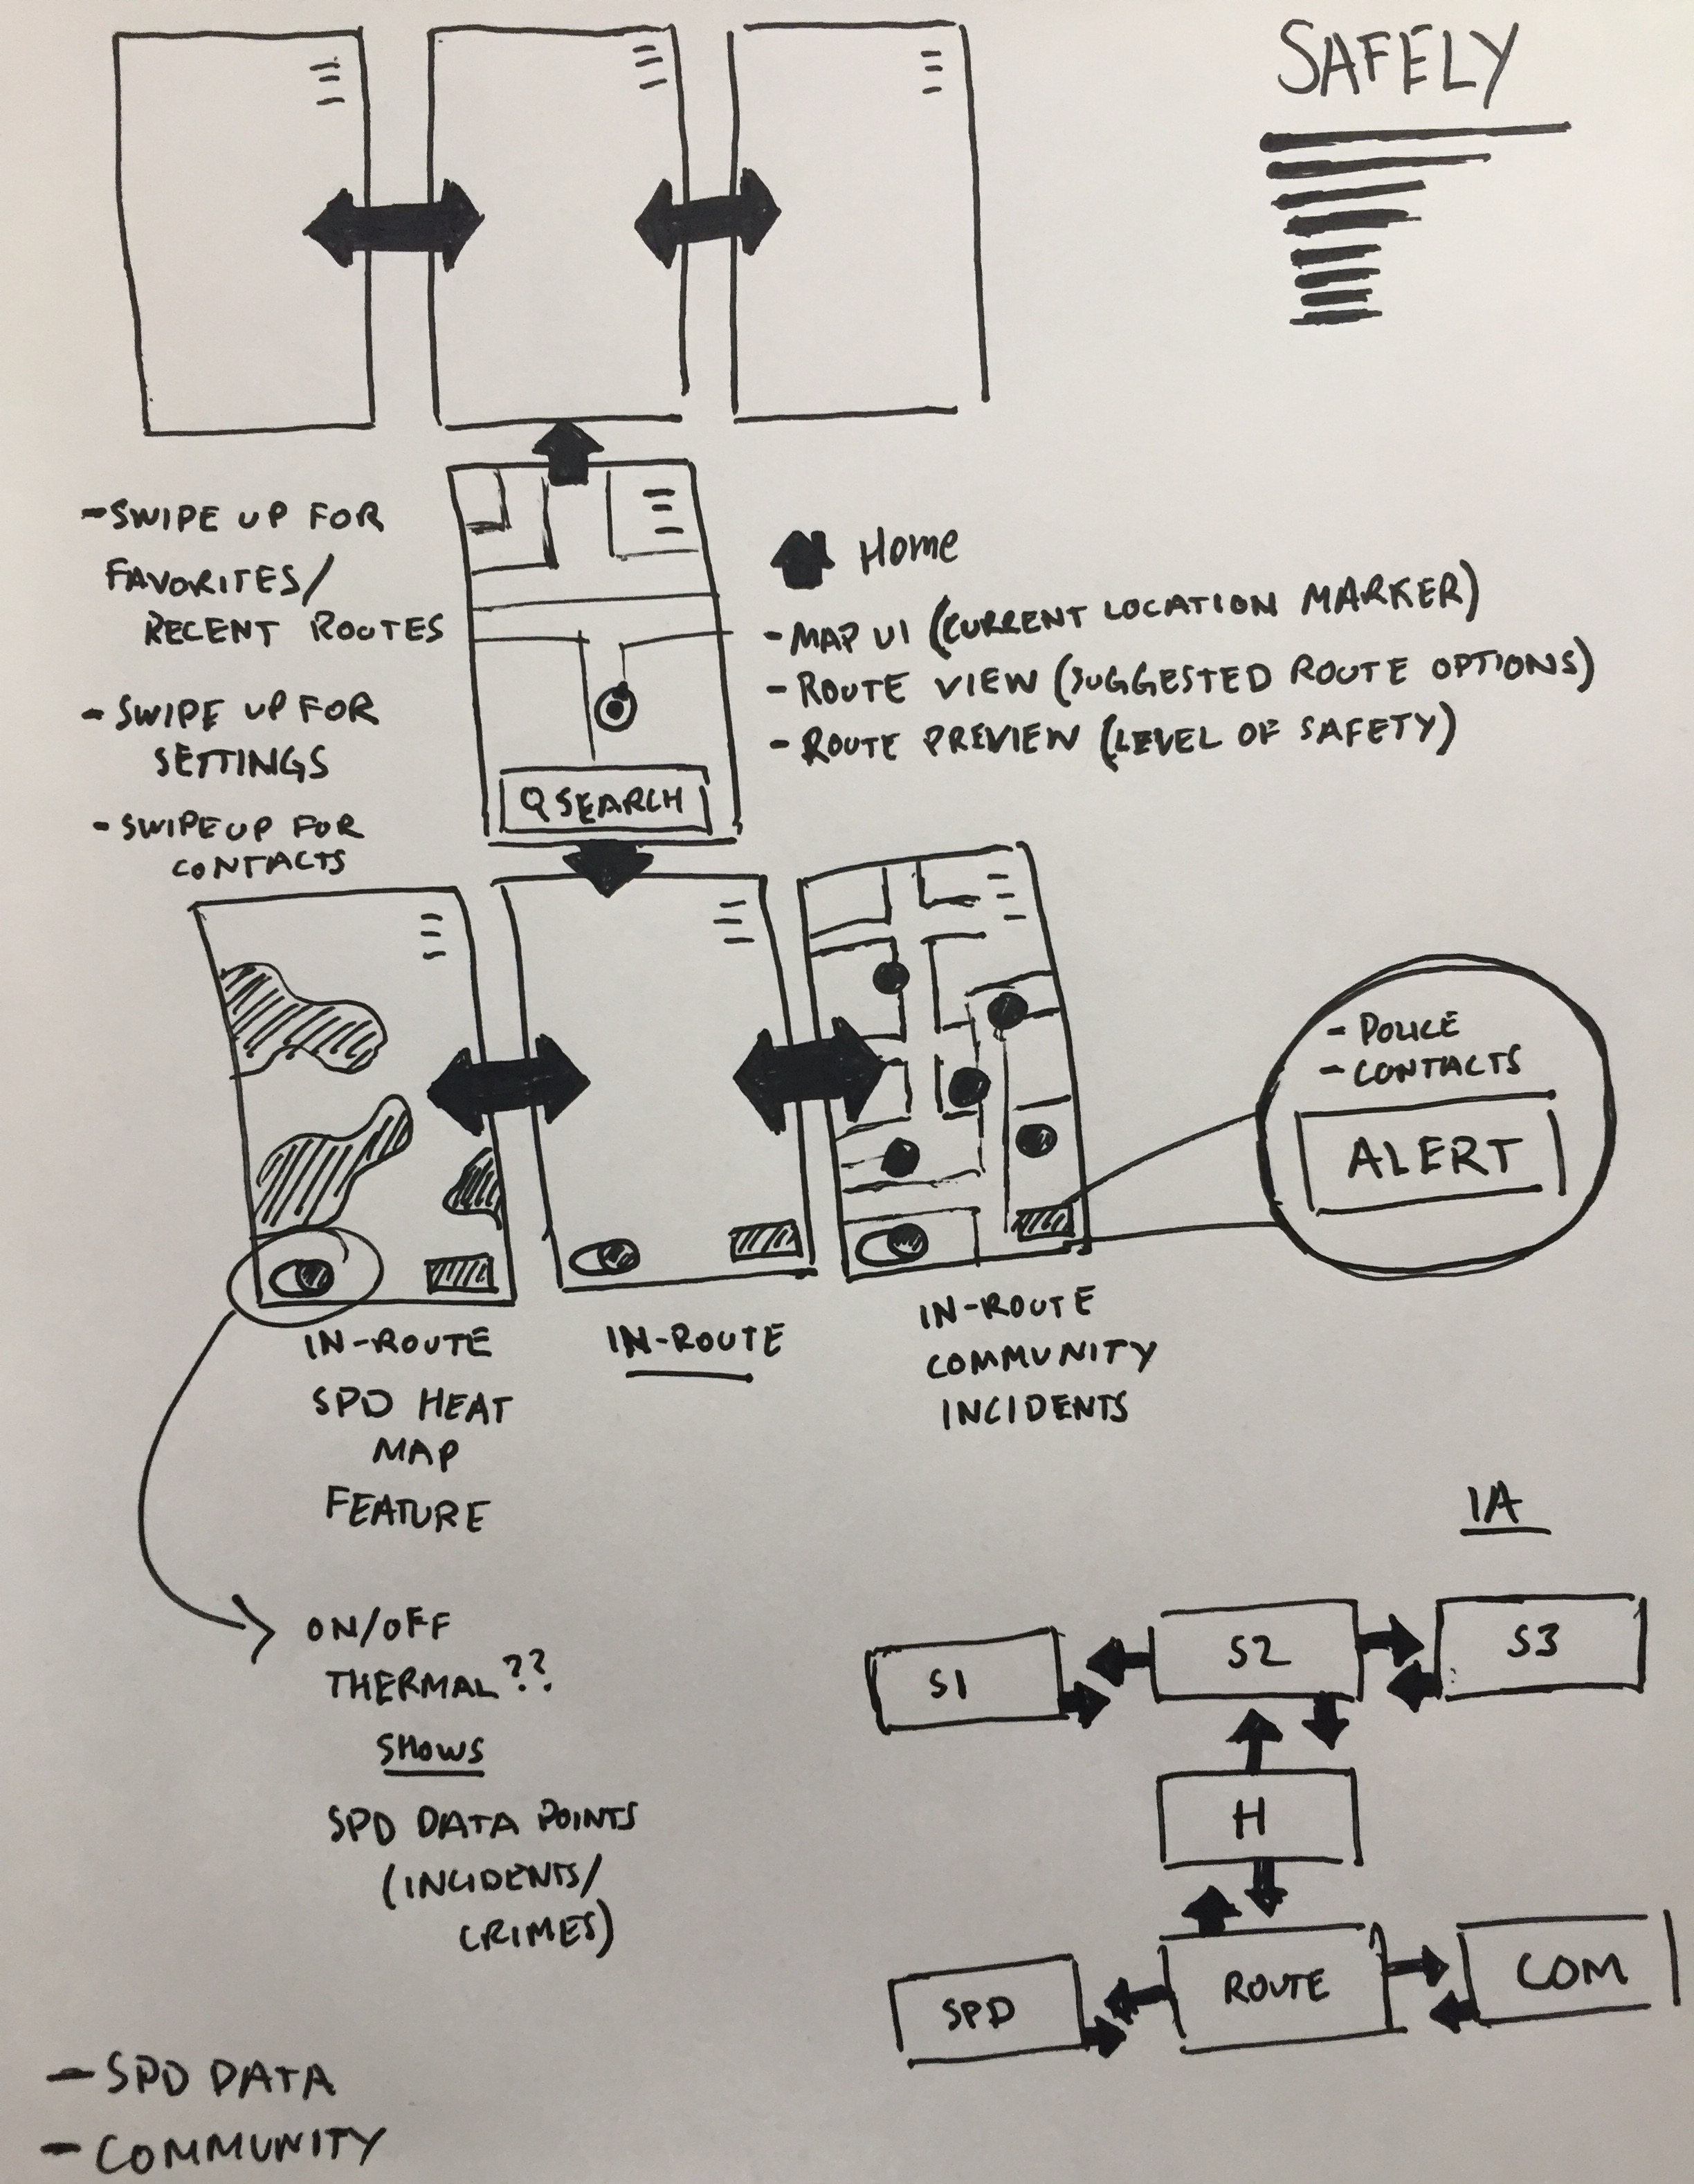 SAFELY
-SWIPE UP FOR
FAVORITES/
RECENT ROUTES
- SWIPE UP FOR
SETTINGS
- SWIPE UP FOR
CONTACTS
SEARCH
Home
- MAP UI (CURRENT LOCATION MARKER)
- ROUTE VIEW (SUGGESTED ROUTE OPTIONS)
- ROUTE PREVIEW (LEVEL OF SAFETY)
- POLICE
- CONTACTS
ALERT
IN-ROUTE
SPD HEAT
MAP
FEATURE
IN-ROUTE
IN-ROUTE
COMMUNITY
INCIDENTS
ON/OFF
THERMAL??
SHOWS
SPD DATA POINTS
(INCIDENTS/
CRIMES)
IA
S1
S2
S3
H
SPD
ROUTE
COM
- SPD DATA
- COMMUNITY